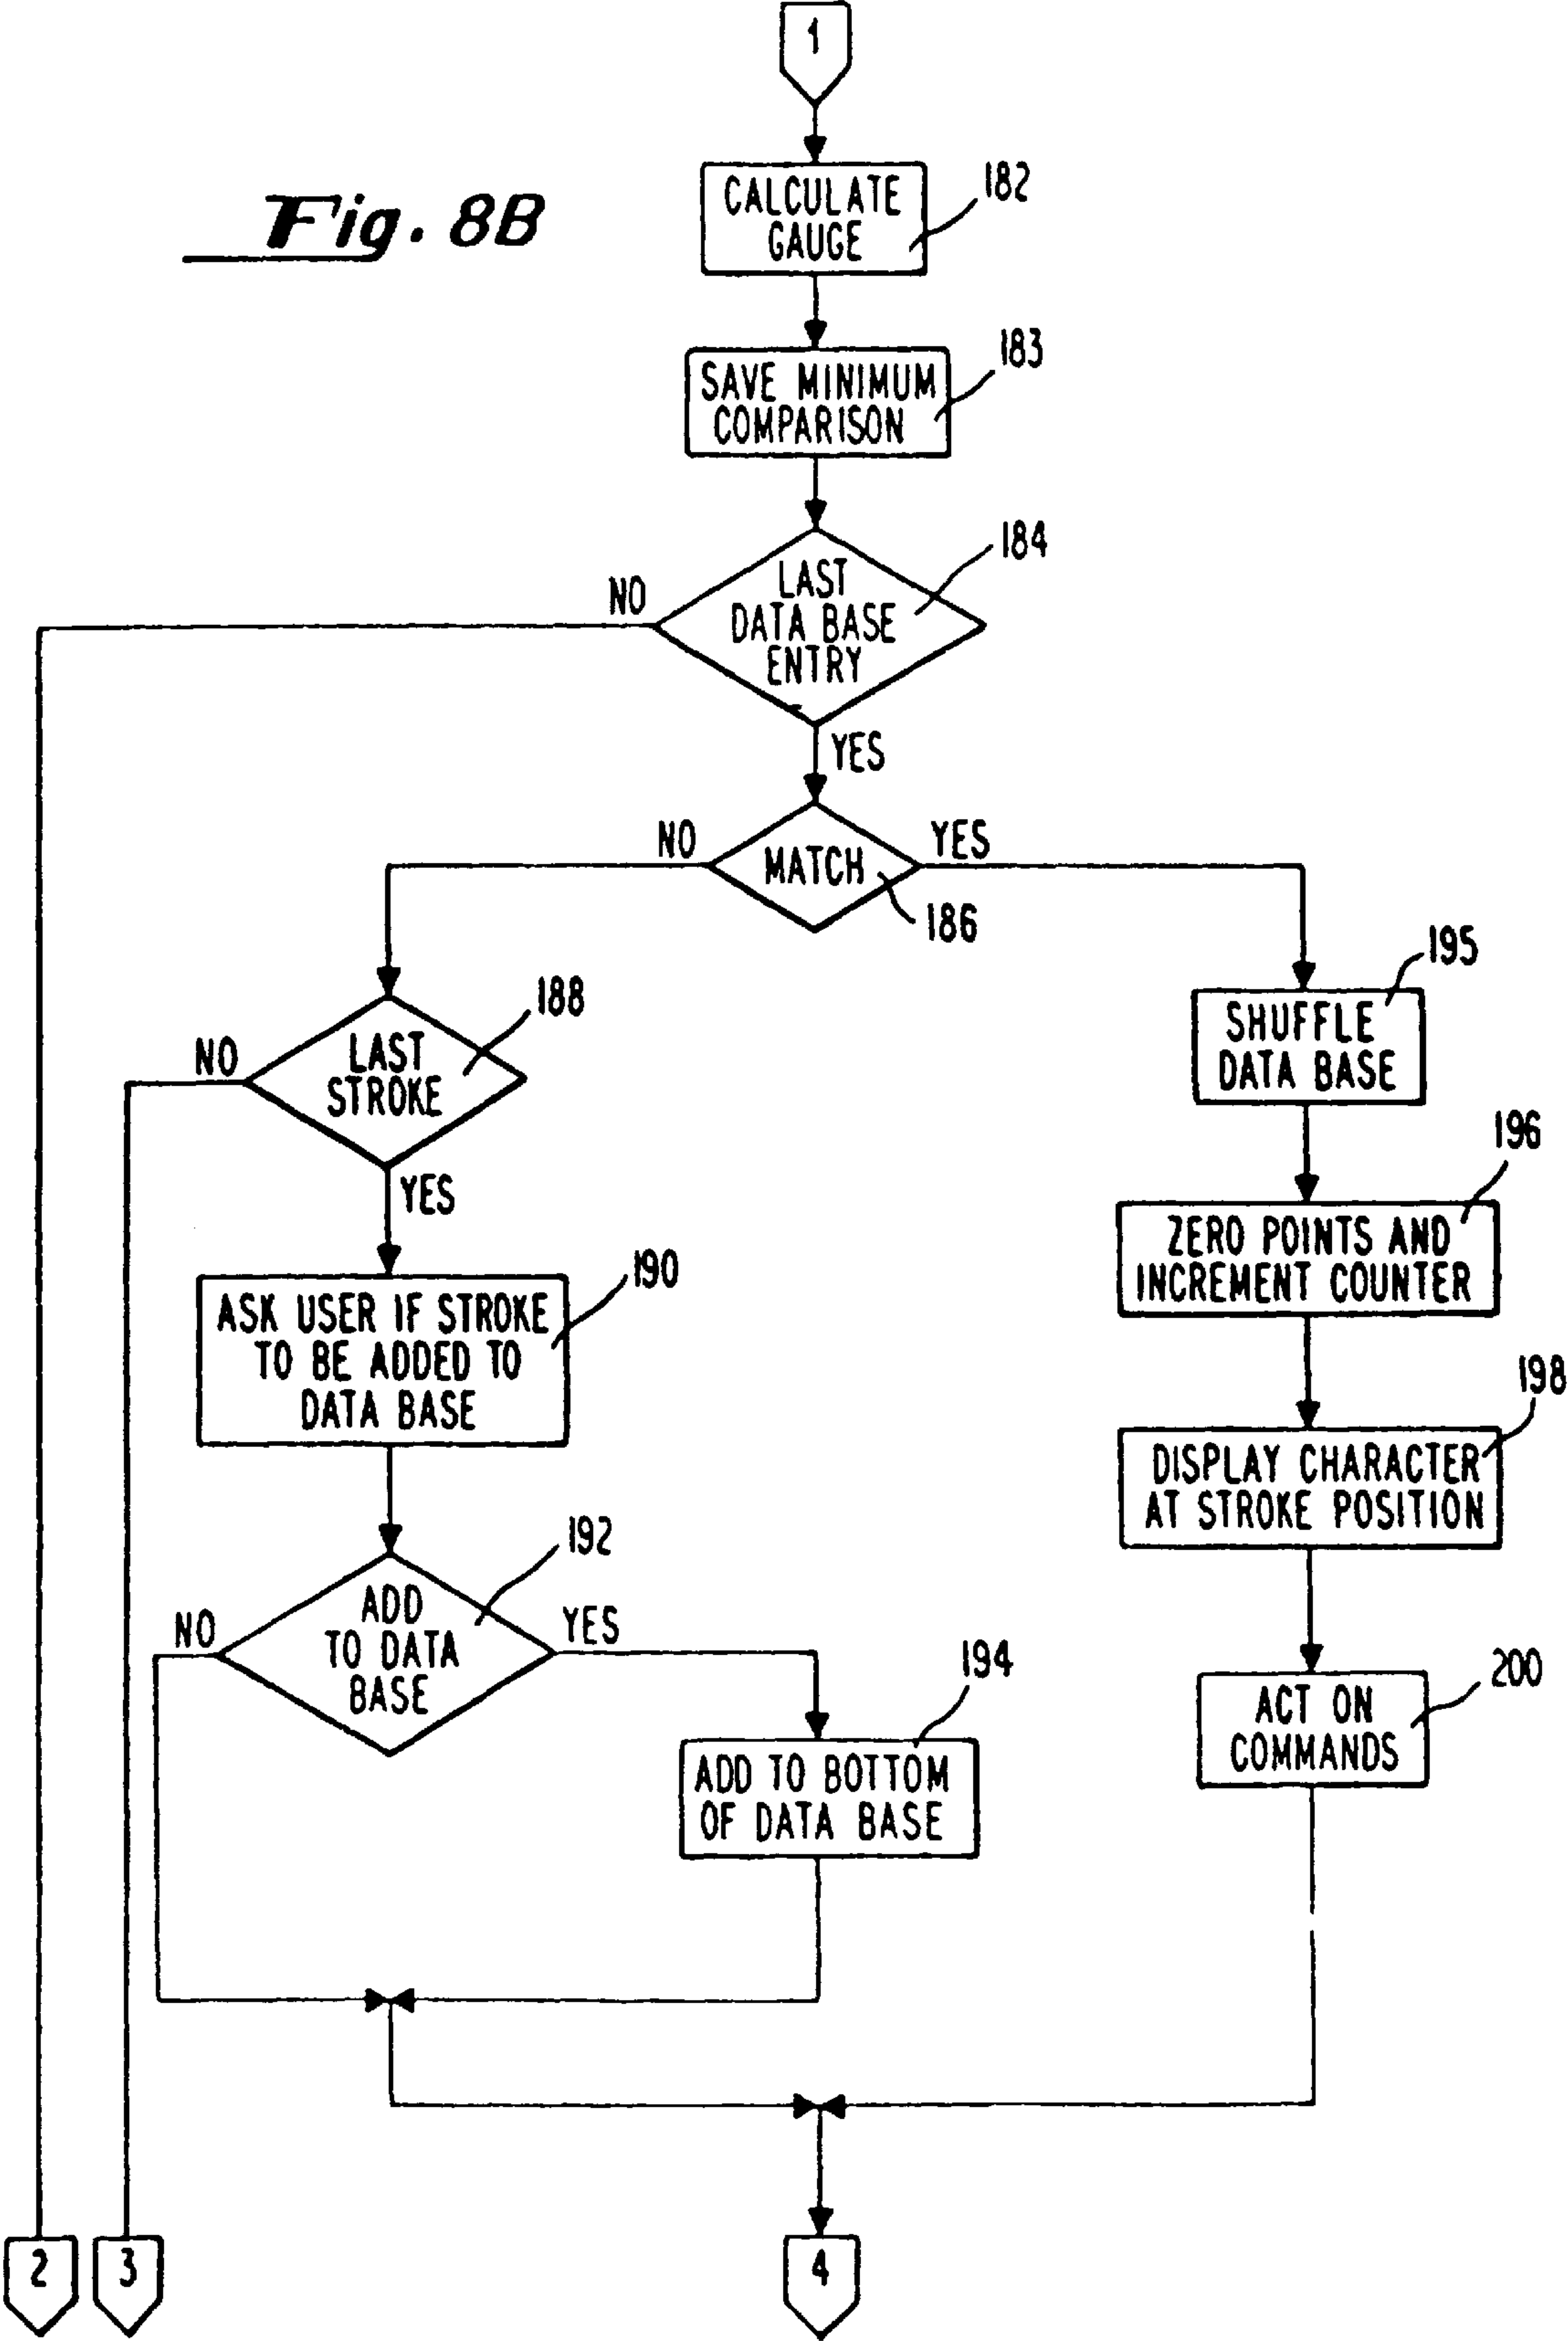 1
Fig. 8B
CALCULATE
GAUGE
182
SAVE MINIMUM
COMPARISON
183
LAST
DATA BASE
ENTRY
184
NO
YES
MATCH
186
NO
YES
LAST
STROKE
188
NO
YES
SHUFFLE
DATA BASE
195
ZERO POINTS AND
INCREMENT COUNTER
196
ASK USER IF STROKE
TO BE ADDED TO
DATA BASE
190
DISPLAY CHARACTER
AT STROKE POSITION
198
ADD
TO DATA
BASE
192
NO
YES
ADD TO BOTTOM
OF DATA BASE
194
ACT ON
COMMANDS
200
2
3
4